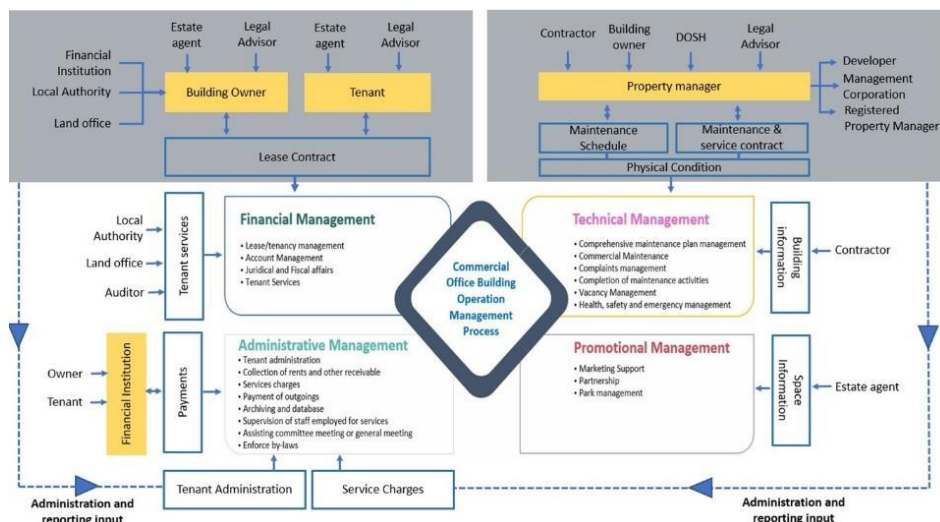 Estate
agent
Legal
Advisor
Estate
agent
Legal
Advisor
Financial
Institution
Local Authority
Land office
Building Owner
Tenant
Lease Contract
Contractor
Building
owner
DOSH
Legal
Advisor
Property manager
Developer
Management
Corporation
Registered
Property Manager
Maintenance
Schedule
Maintenance &
service contract
Physical Condition
Local
Authority
Land office
Auditor
Tenant services
Financial Management
• Lease/tenancy management
• Account Management
• Juridical and Fiscal affairs
• Tenant Services
Commercial
Office Building
Operation
Management
Process
Technical Management
• Comprehensive maintenance plan management
• Commercial Maintenance
• Complaints management
• Completion of maintenance activities
• Vacancy Management
• Health, safety and emergency management
Building
information
Contractor
Owner
Tenant
Financial Institution
Payments
Administrative Management
• Tenant administration
• Collection of rents and other receivable
• Services charges
• Payment of outgoings
• Archiving and database
• Supervision of staff employed for services
• Assisting committee meeting or general meeting
• Enforce by-laws
Promotional Management
• Marketing Support
• Partnership
• Park management
Space
Information
Estate agent
Tenant Administration
Service Charges
Administration and
reporting input
Administration and
reporting input